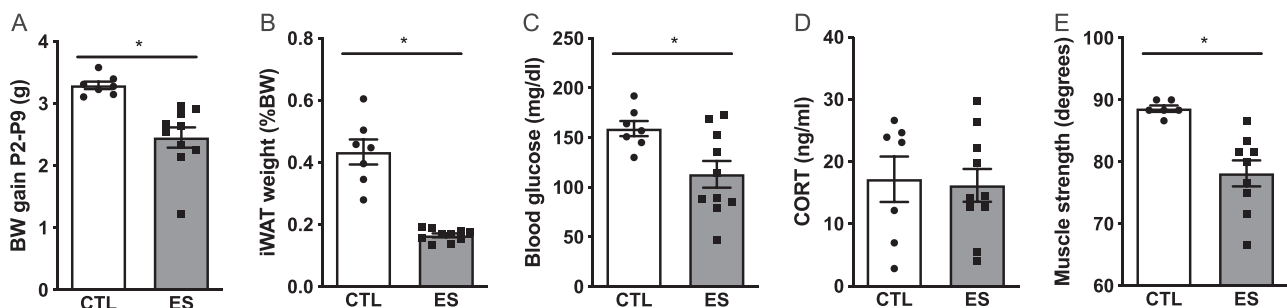 A
BW gain P2-P9 (g)
4
3
2
1
0
*
CTL
ES
B
iWAT weight (%BW)
0.8
0.6
0.4
0.2
0.0
*
CTL
ES
C
Blood glucose (mg/dl)
250
200
150
100
50
0
*
CTL
ES
D
CORT (ng/ml)
40
30
20
10
0
CTL
ES
E
Muscle strength (degrees)
100
90
80
70
60
*
CTL
ES